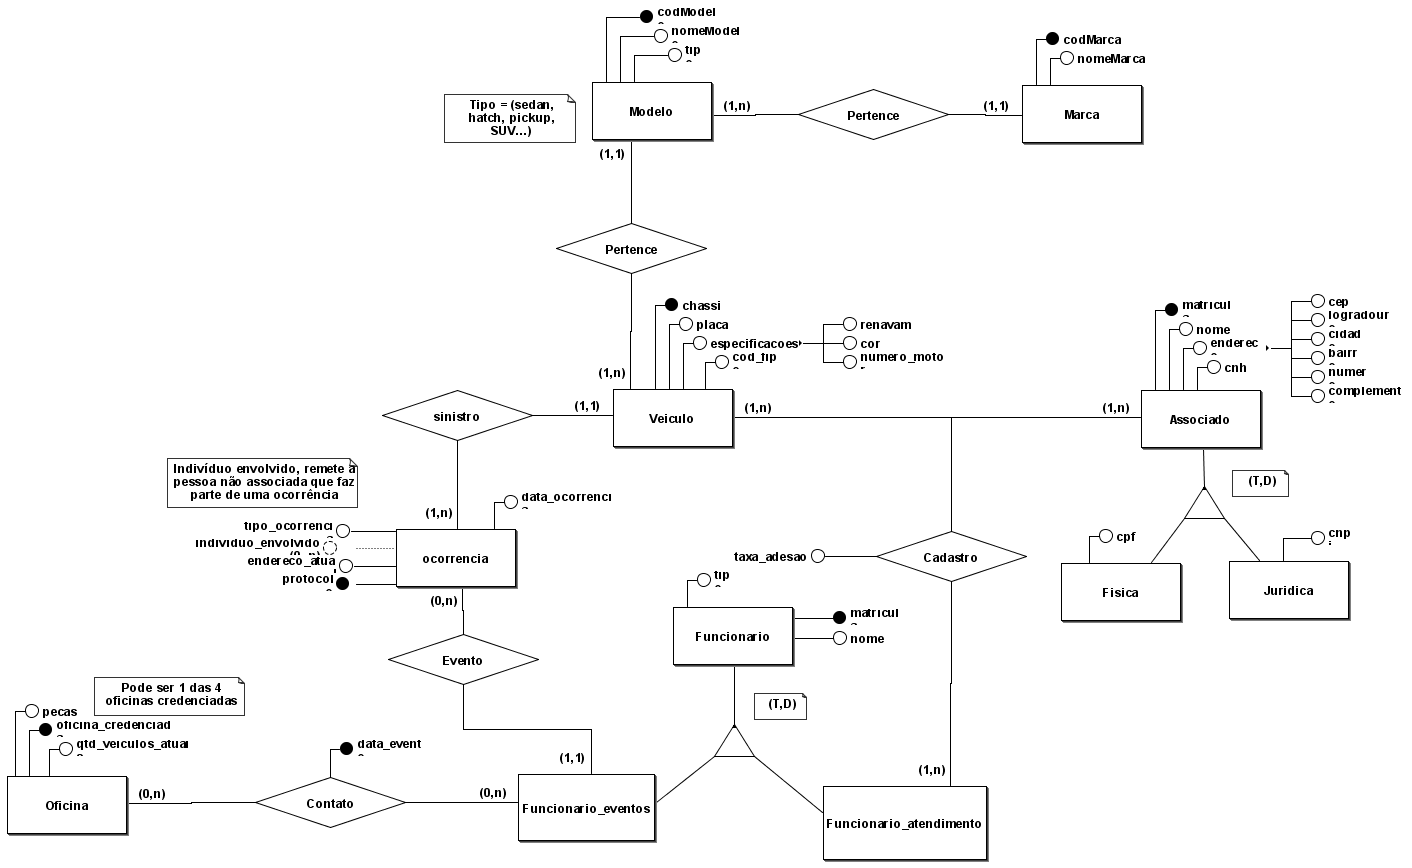 codModel
nomeModel
tip
codMarca
nomeMarca
Tipo = (sedan,
hatch, pickup,
SUV...)
Modelo
(1,n)
Pertence
(1,1)
Marca
(1,1)
Pertence
chassi
placa
especificacoes
cod_tip
renavam
cor
numero_moto
matricul
nome
enderec
cnh
cep
logradour
cidad
bairr
numer
complement
(1,n)
sinistro
(1,1)
Veiculo
(1,n)
(1,n)
Associado
Indivíduo envolvido, remete a
pessoa não associada que faz
parte de uma ocorrência
(T,D)
(1,n)
data_ocorrenci
tipo_ocorrenci
individuo_envolvido
(0, n)
endereco_atua
protocol
ocorrencia
taxa_adesao
Cadastro
cpf
cnp
Fisica
Juridica
(0,n)
tip
Funcionario
matricul
nome
Evento
Pode ser 1 das 4
oficinas credenciadas
(T,D)
pecas
oficina_credenciad
qtd_veiculos_atuai
data_event
(1,1)
(1,n)
Oficina
(0,n)
Contato
(0,n)
Funcionario_eventos
Funcionario_atendimento